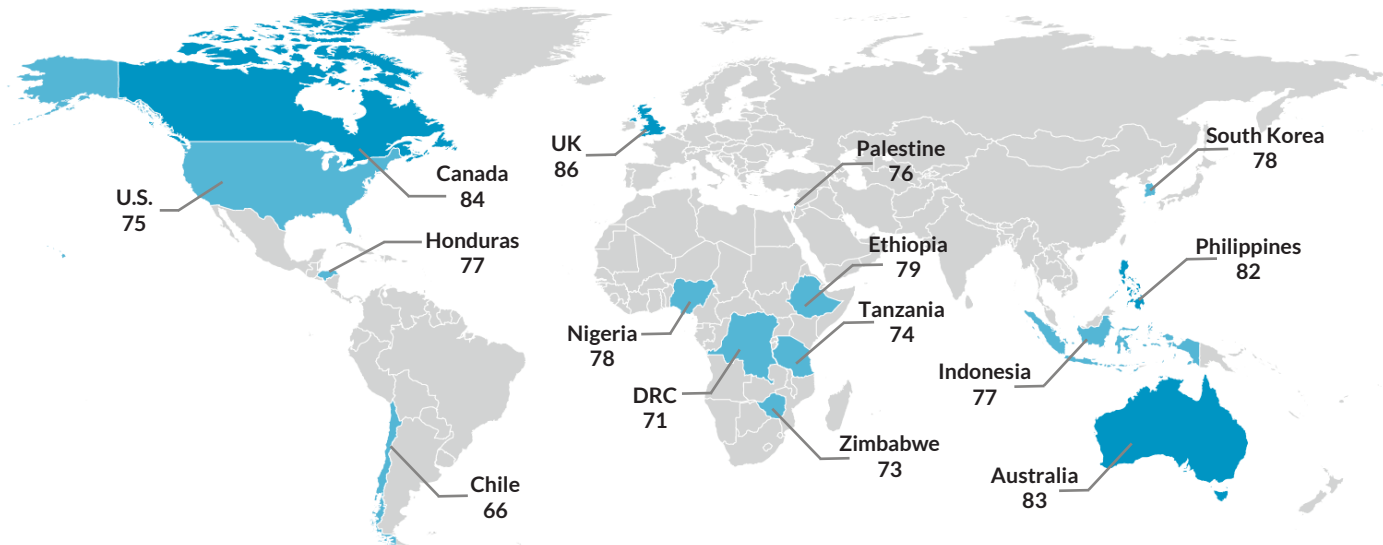 U.S.
75
Canada
84
Honduras
77
Chile
66
UK
86
Palestine
76
Ethiopia
79
Nigeria
78
Tanzania
74
DRC
71
Zimbabwe
73
South Korea
78
Philippines
82
Indonesia
77
Australia
83